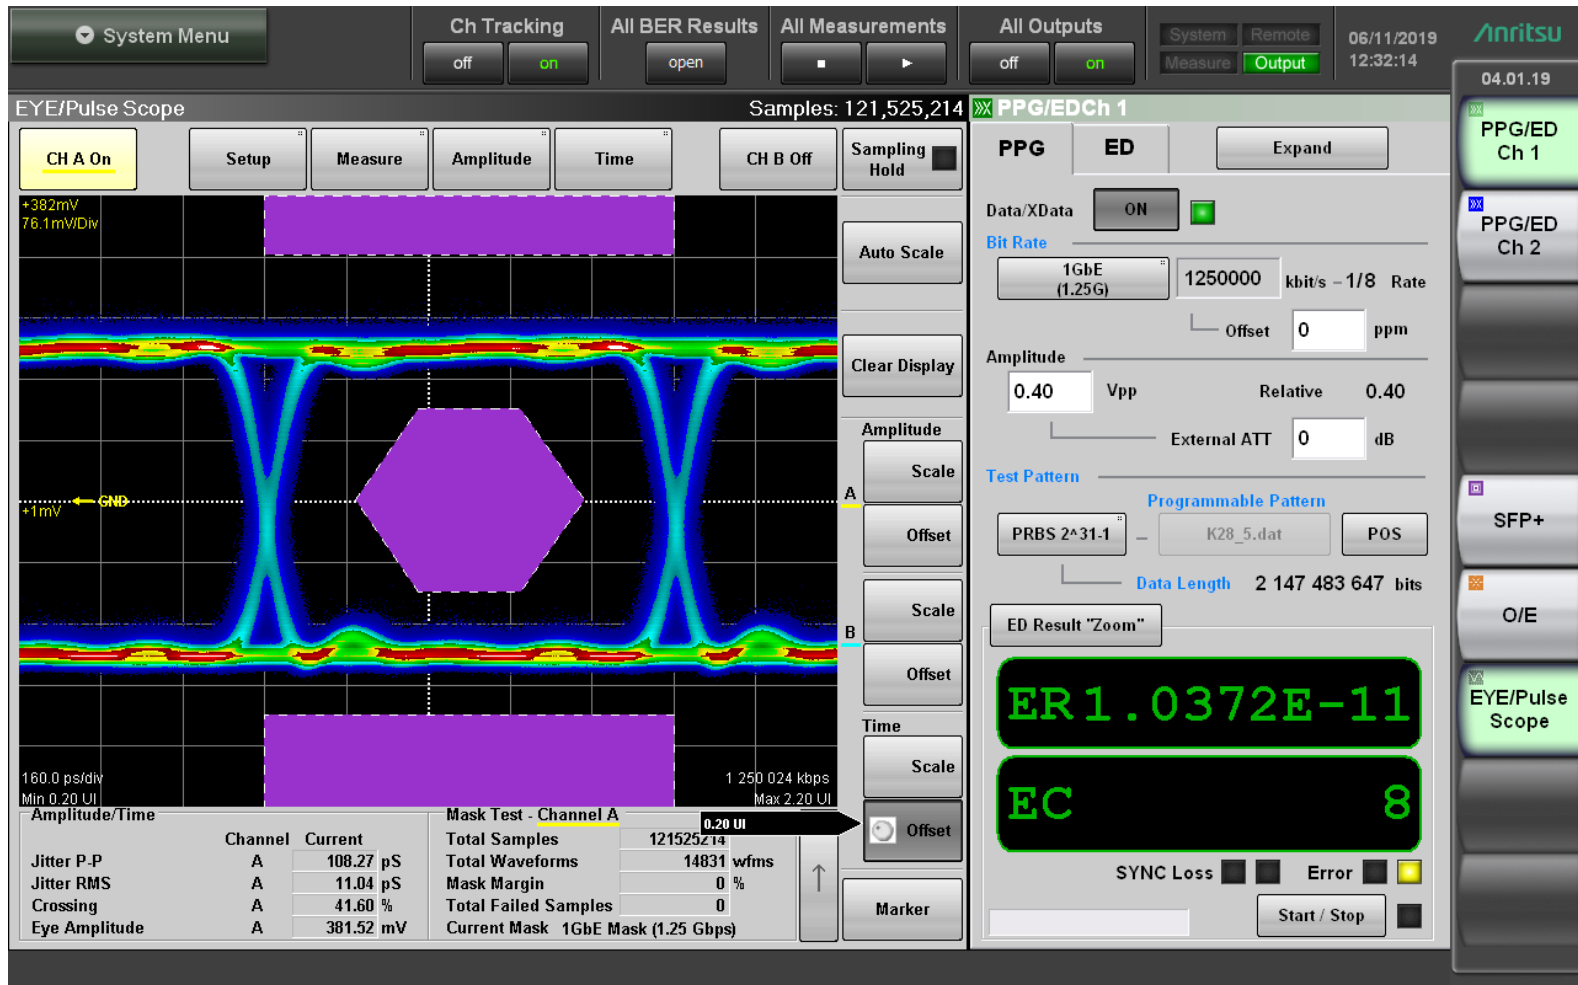 System Menu
Ch Tracking
off on
All BER Results
open
All Measurements
All Outputs
off on
System Remote
Measure Output
06/11/2019
12:32:14
Anritsu
04.01.19
EYE/Pulse Scope
Samples: 121,525,214
CH A On
Setup
Measure
Amplitude
Time
CH B Off
Sampling
Hold
+382mV
76.1mV/Div
GND
+1mV
160.0 ps/div
Min 0.20 UI
1 250 024 kbps
Max 2.20 UI
Auto Scale
Clear Display
Amplitude
A
Scale
Offset
B
Scale
Offset
Time
Scale
0.20 UI
Offset
Marker
Amplitude/Time
Channel Current
Jitter P-P A 108.27 pS
Jitter RMS A 11.04 pS
Crossing A 41.60 %
Eye Amplitude A 381.52 mV
Mask Test - Channel A
Total Samples 121525214
Total Waveforms 14831 wfms
Mask Margin 0 %
Total Failed Samples 0
Current Mask 1GbE Mask (1.25 Gbps)
PPG/EDCh 1
PPG ED
Expand
Data/XData ON
Bit Rate
1GbE
(1.25G)
1250000 kbit/s – 1/8 Rate
Offset 0 ppm
Amplitude
0.40 Vpp Relative 0.40
External ATT 0 dB
Test Pattern
Programmable Pattern
PRBS 2^31-1 – K28_5.dat POS
Data Length 2 147 483 647 bits
ED Result "Zoom"
ER 1.0372E-11
EC 8
SYNC Loss Error
Start / Stop
PPG/ED
Ch 1
PPG/ED
Ch 2
SFP+
O/E
EYE/Pulse
Scope